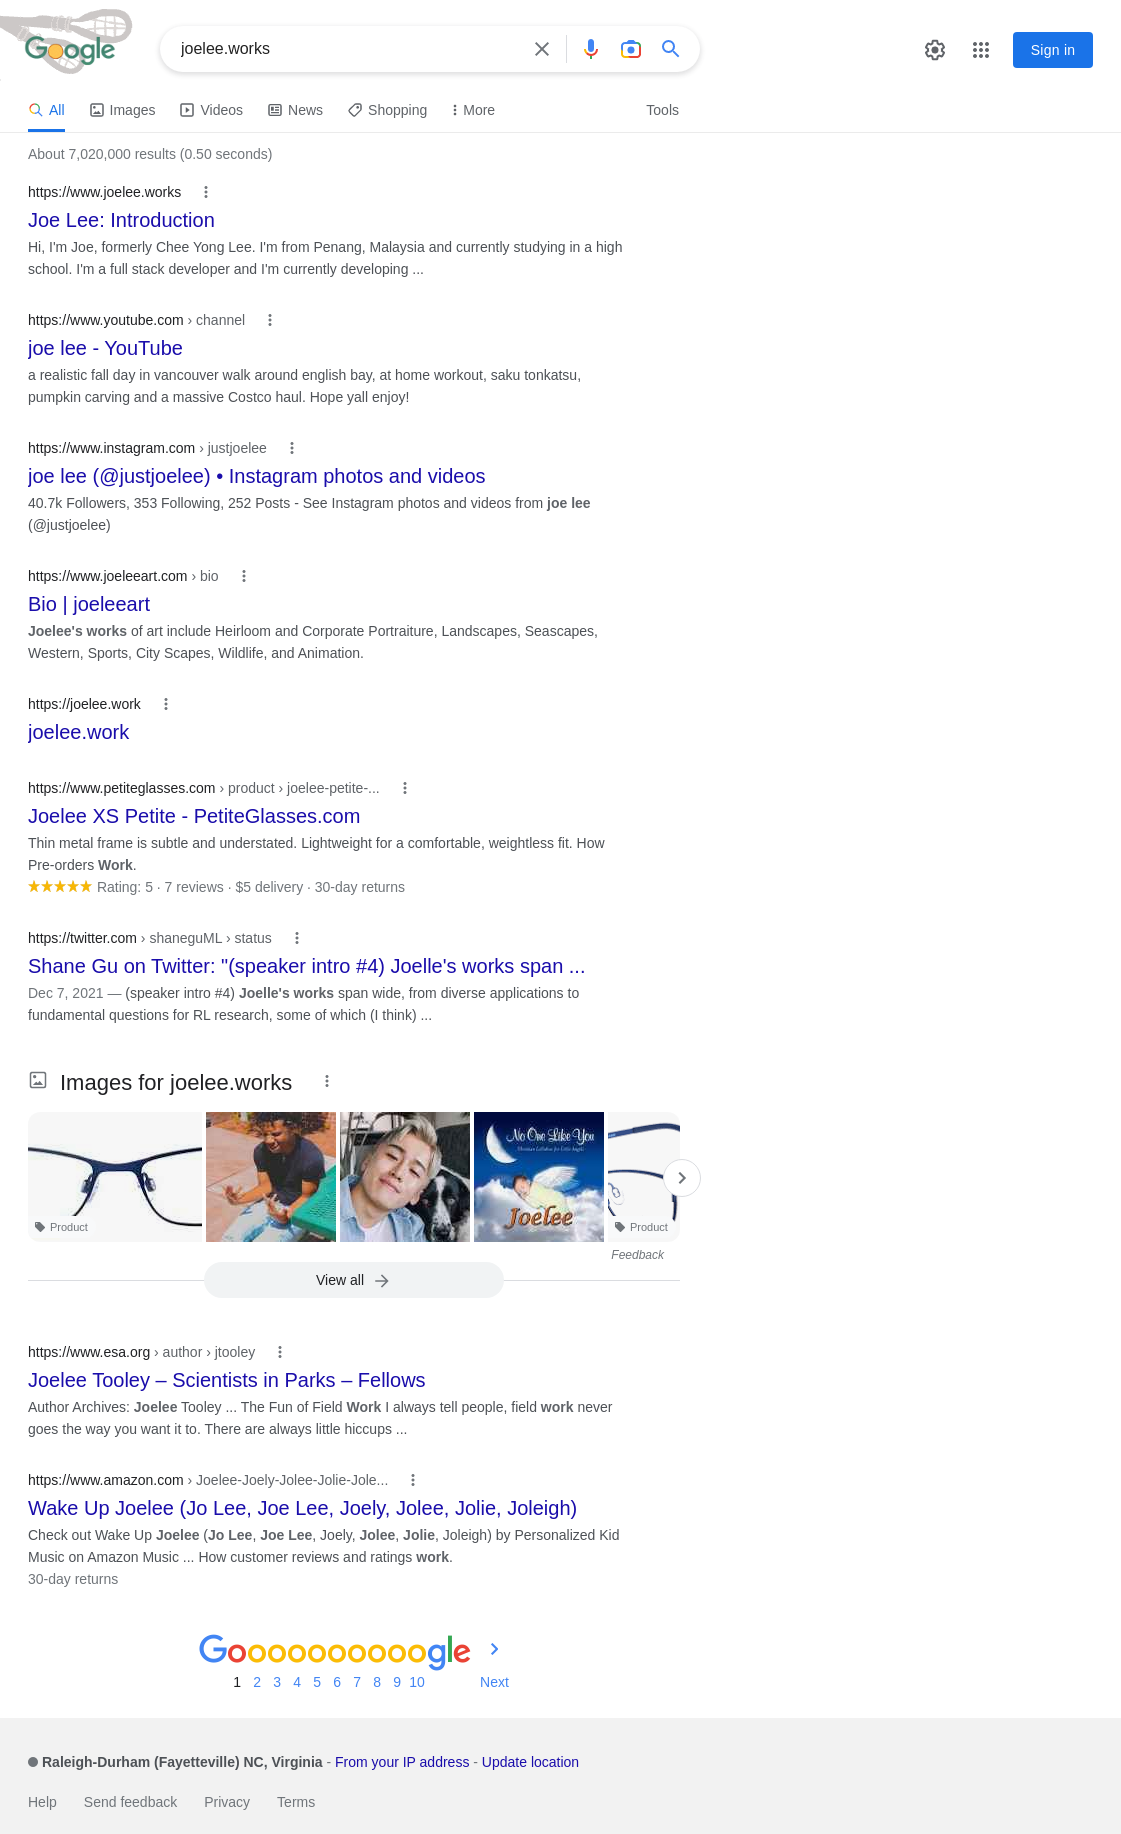 Google
joelee.works
Sign in
All
Images
Videos
News
Shopping
More
Tools
About 7,020,000 results (0.50 seconds)
https://www.joelee.works
Joe Lee: Introduction
Hi, I'm Joe, formerly Chee Yong Lee. I'm from Penang, Malaysia and currently studying in a high
school. I'm a full stack developer and I'm currently developing ...
https://www.youtube.com › channel
joe lee - YouTube
a realistic fall day in vancouver walk around english bay, at home workout, saku tonkatsu,
pumpkin carving and a massive Costco haul. Hope yall enjoy!
https://www.instagram.com › justjoelee
joe lee (@justjoelee) • Instagram photos and videos
40.7k Followers, 353 Following, 252 Posts - See Instagram photos and videos from joe lee
(@justjoelee)
https://www.joeleeart.com › bio
Bio | joeleeart
Joelee's works of art include Heirloom and Corporate Portraiture, Landscapes, Seascapes,
Western, Sports, City Scapes, Wildlife, and Animation.
https://joelee.work
joelee.work
https://www.petiteglasses.com › product › joelee-petite-...
Joelee XS Petite - PetiteGlasses.com
Thin metal frame is subtle and understated. Lightweight for a comfortable, weightless fit. How
Pre-orders Work.
Rating: 5 · 7 reviews · $5 delivery · 30-day returns
https://twitter.com › shaneguML › status
Shane Gu on Twitter: "(speaker intro #4) Joelle's works span ...
Dec 7, 2021 — (speaker intro #4) Joelle's works span wide, from diverse applications to
fundamental questions for RL research, some of which (I think) ...
Images for joelee.works
No One Like You
Joelee
Product
Product
Feedback
View all
https://www.esa.org › author › jtooley
Joelee Tooley – Scientists in Parks – Fellows
Author Archives: Joelee Tooley ... The Fun of Field Work I always tell people, field work never
goes the way you want it to. There are always little hiccups ...
https://www.amazon.com › Joelee-Joely-Jolee-Jolie-Jole...
Wake Up Joelee (Jo Lee, Joe Lee, Joely, Jolee, Jolie, Joleigh)
Check out Wake Up Joelee (Jo Lee, Joe Lee, Joely, Jolee, Jolie, Joleigh) by Personalized Kid
Music on Amazon Music ... How customer reviews and ratings work.
30-day returns
Goooooooooogle
1 2 3 4 5 6 7 8 9 10 Next
Raleigh-Durham (Fayetteville) NC, Virginia - From your IP address - Update location
Help Send feedback Privacy Terms